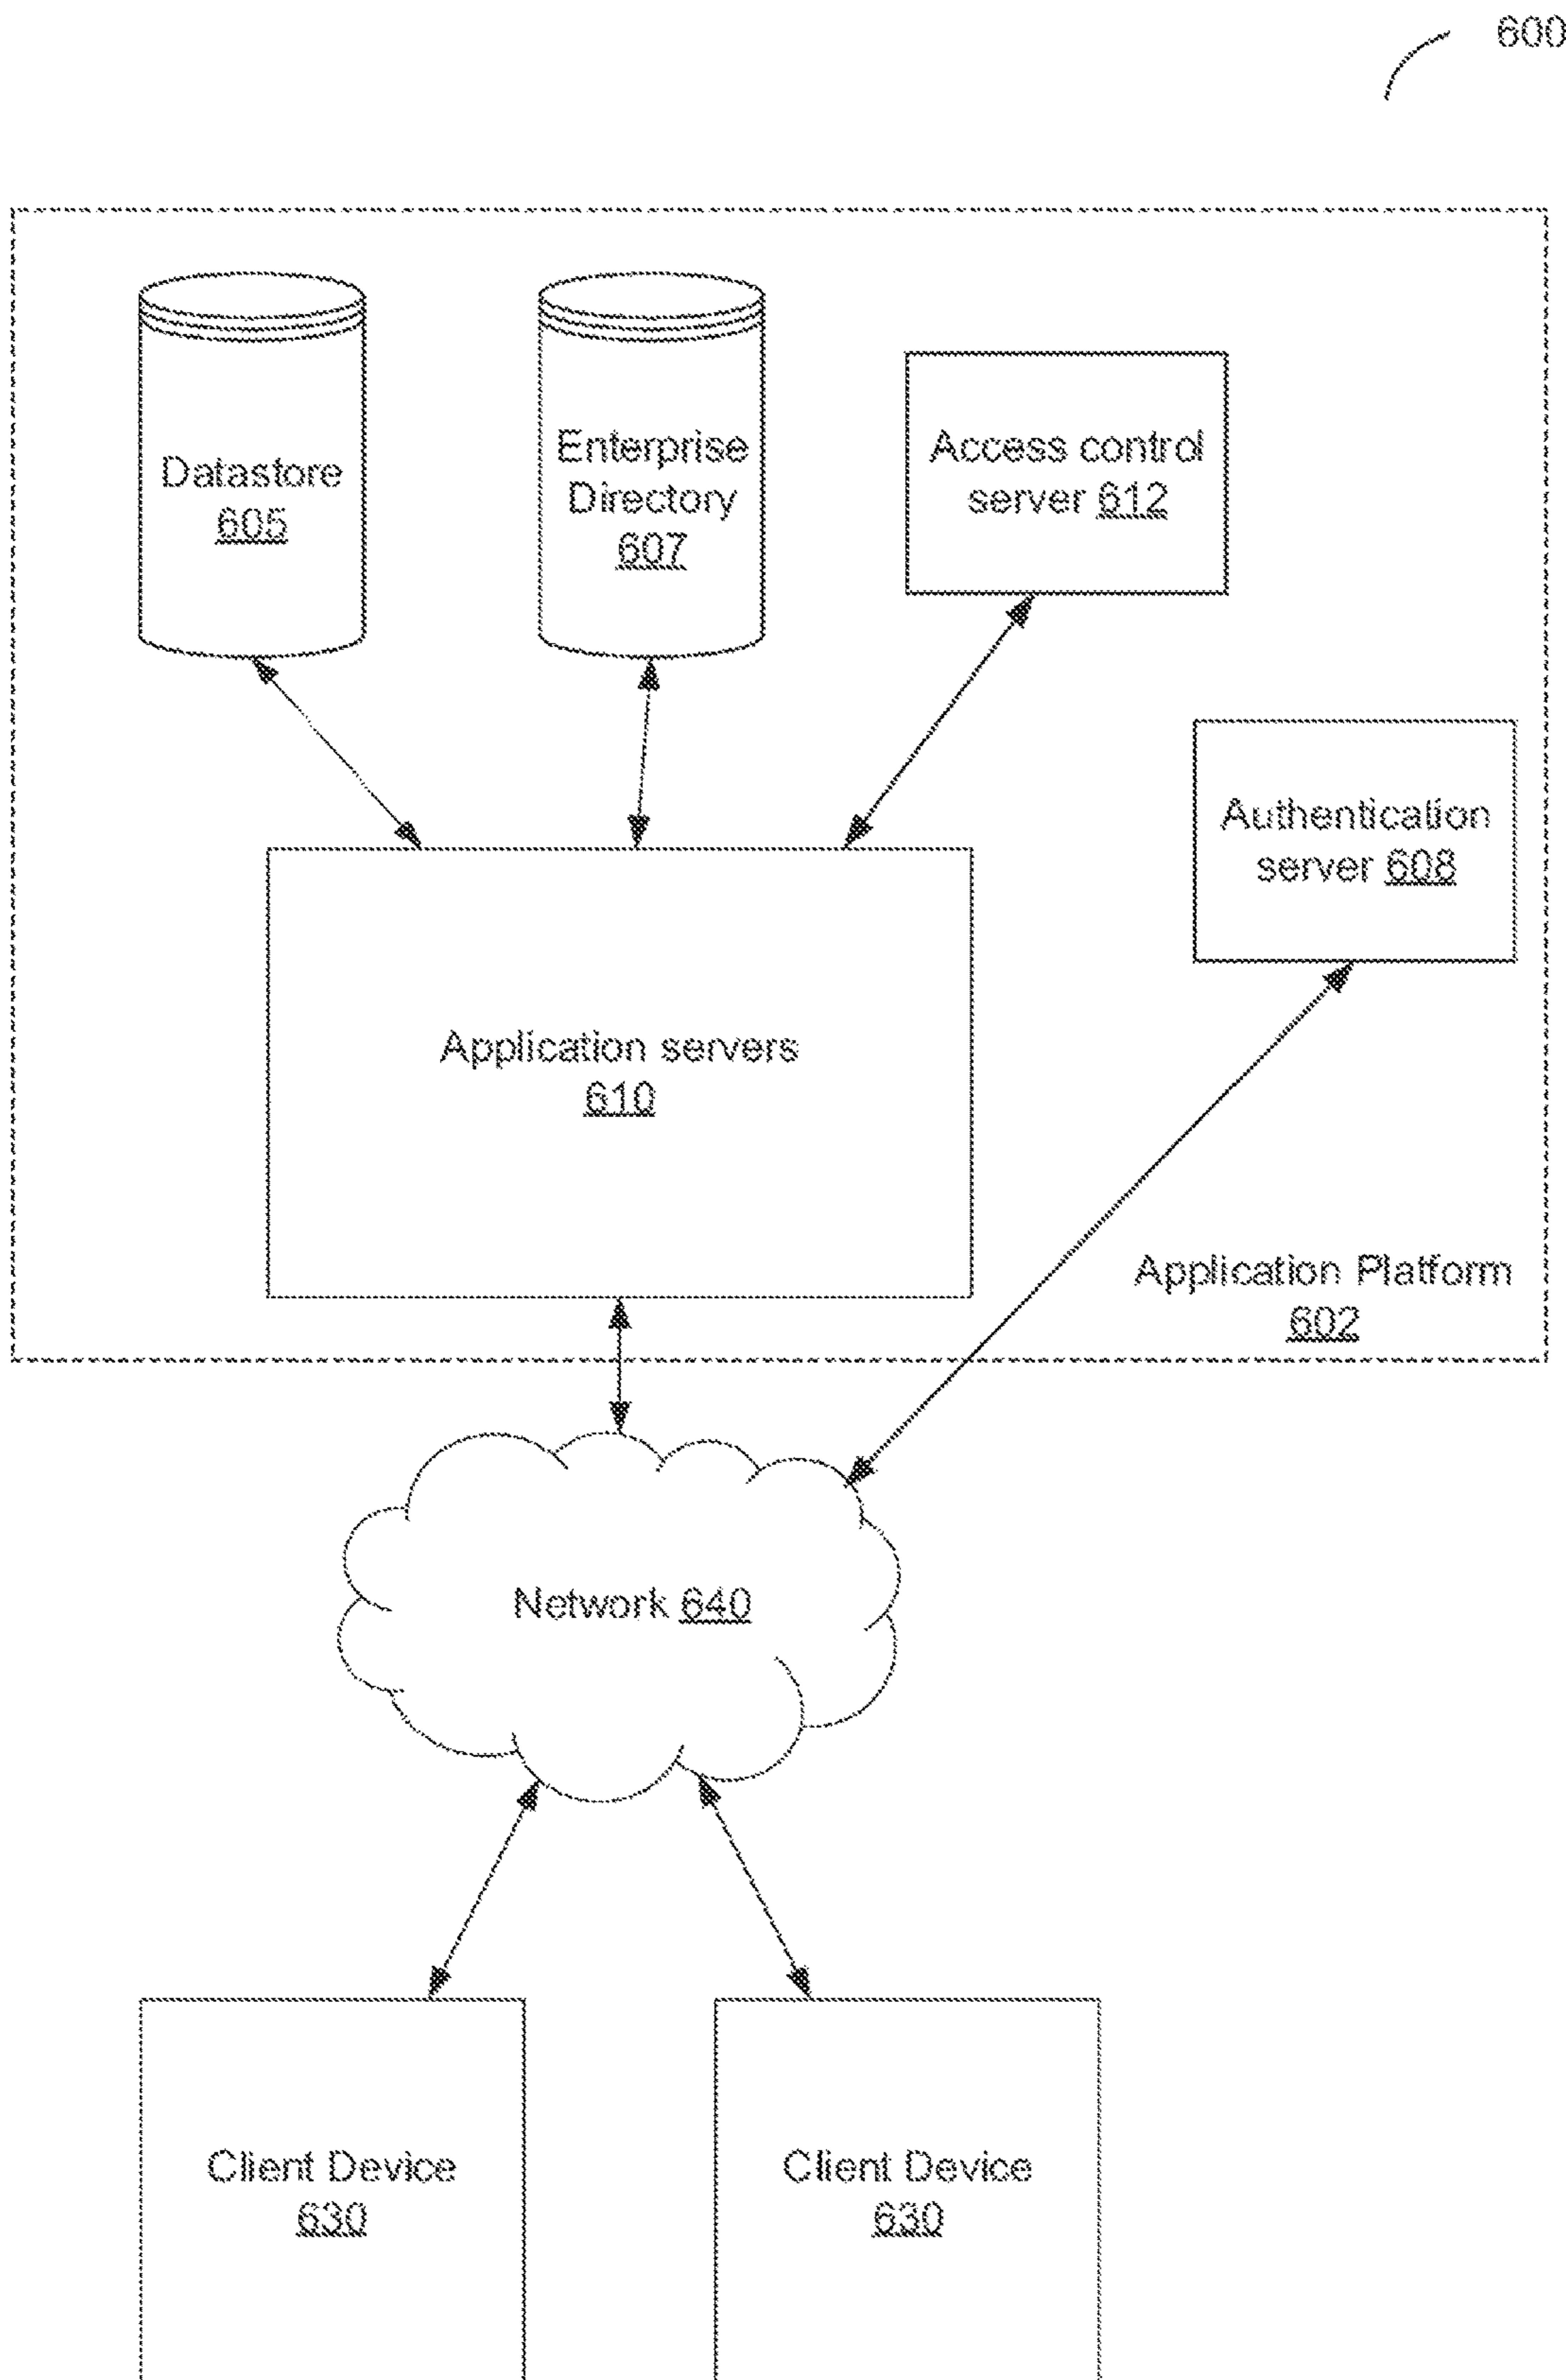 600
Datastore
605
Enterprise
Directory
607
Access control
server 612
Authentication
server 608
Application servers
610
Application Platform
602
Network 640
Client Device
630
Client Device
630